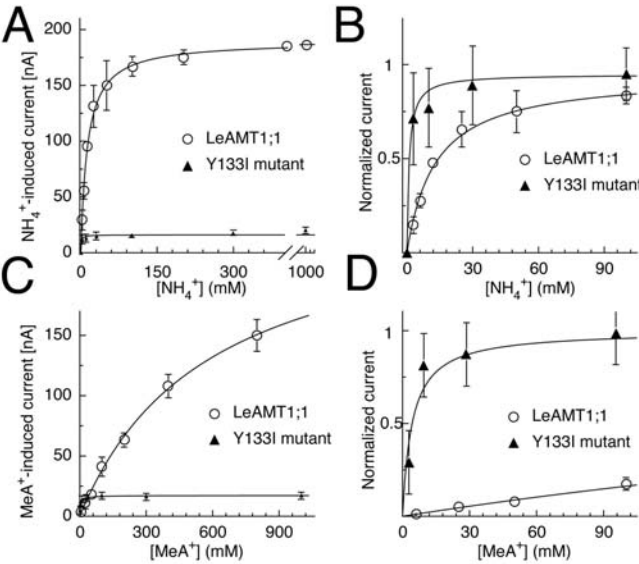 A
B
NH₄⁺-induced current [nA]
200
150
100
50
0
LeAMT1;1
Y133I mutant
0
150
300
1000
[NH₄⁺] (mM)
Normalized current
1
0.5
LeAMT1;1
Y133I mutant
0
30
60
90
[NH₄⁺] (mM)
C
D
MeA⁺-induced current [nA]
150
100
50
0
LeAMT1;1
Y133I mutant
0
300
600
900
[MeA⁺] (mM)
Normalized current
1
0.5
LeAMT1;1
Y133I mutant
0
30
60
90
[MeA⁺] (mM)